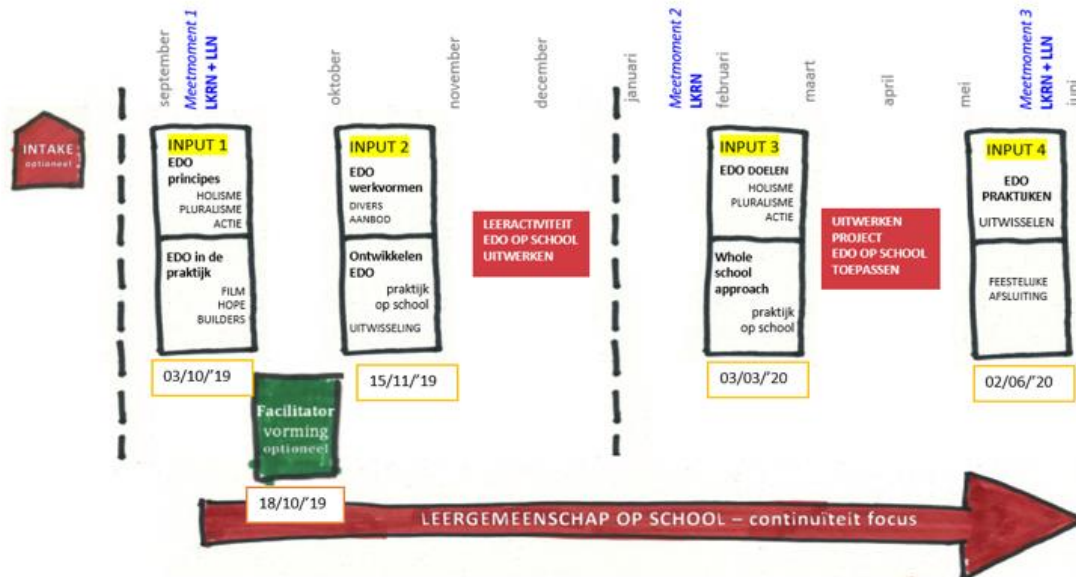 september
Meetmoment 1
LKRN + LLN
oktober
november
december
januari
Meetmoment 2
LKRN
februari
maart
april
mei
Meetmoment 3
LKRN + LLN
juni
INTAKE
optioneel
INPUT 1
EDO
principes
HOLISME
PLURALISME
ACTIE
EDO in de
praktijk
FILM
HOPE
BUILDERS
03/10/'19
Facilitator
vorming
optioneel
18/10/'19
INPUT 2
EDO
werkvormen
DIVERS
AANBOD
Ontwikkelen
EDO
praktijk
op school
UITWISSELING
15/11/'19
LEERACTIVITEIT
EDO OP SCHOOL
UITWERKEN
INPUT 3
EDO DOELEN
HOLISME
PLURALISME
ACTIE
Whole
school
approach
praktijk
op school
03/03/'20
UITWERKEN
PROJECT
EDO OP SCHOOL
TOEPASSEN
INPUT 4
EDO
PRAKTIJKEN
UITWISSELEN
FEESTELIJKE
AFSLUITING
02/06/'20
LEERGEMEENSCHAP OP SCHOOL – continuïteit focus